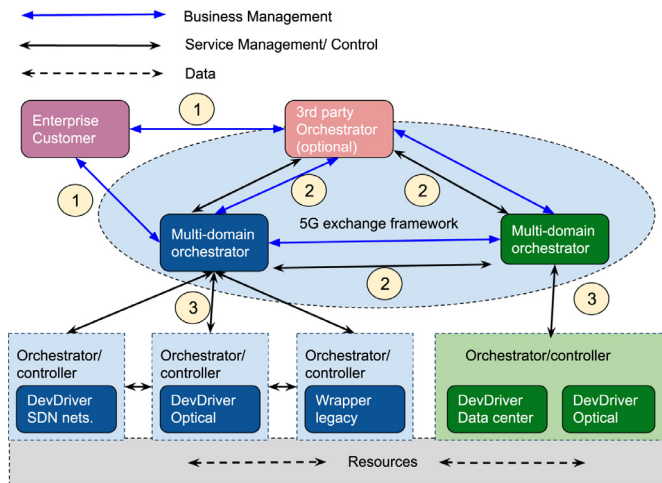 Business Management
Service Management/ Control
Data
1
Enterprise
Customer
3rd party
Orchestrator
(optional)
1
2
2
Multi-domain
orchestrator
5G exchange framework
Multi-domain
orchestrator
2
3
3
Orchestrator/
controller
DevDriver
SDN nets.
Orchestrator/
controller
DevDriver
Optical
Orchestrator/
controller
Wrapper
legacy
Orchestrator/controller
DevDriver
Data center
DevDriver
Optical
Resources